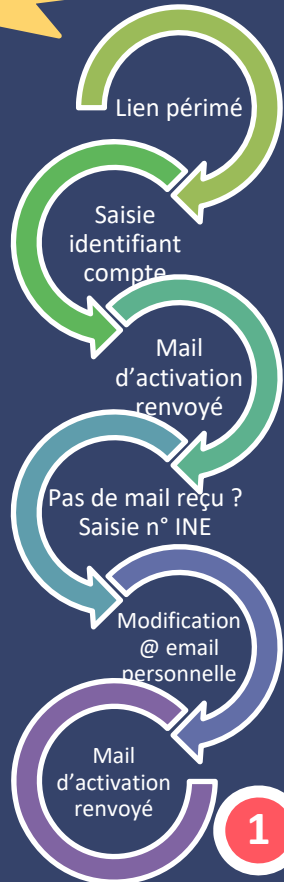 Lien périmé
Saisie
identifiant
compte
Mail
d'activation
renvoyé
Pas de mail reçu ?
Saisie n° INE
Modification
@ email
personnelle
Mail
d'activation
renvoyé
1